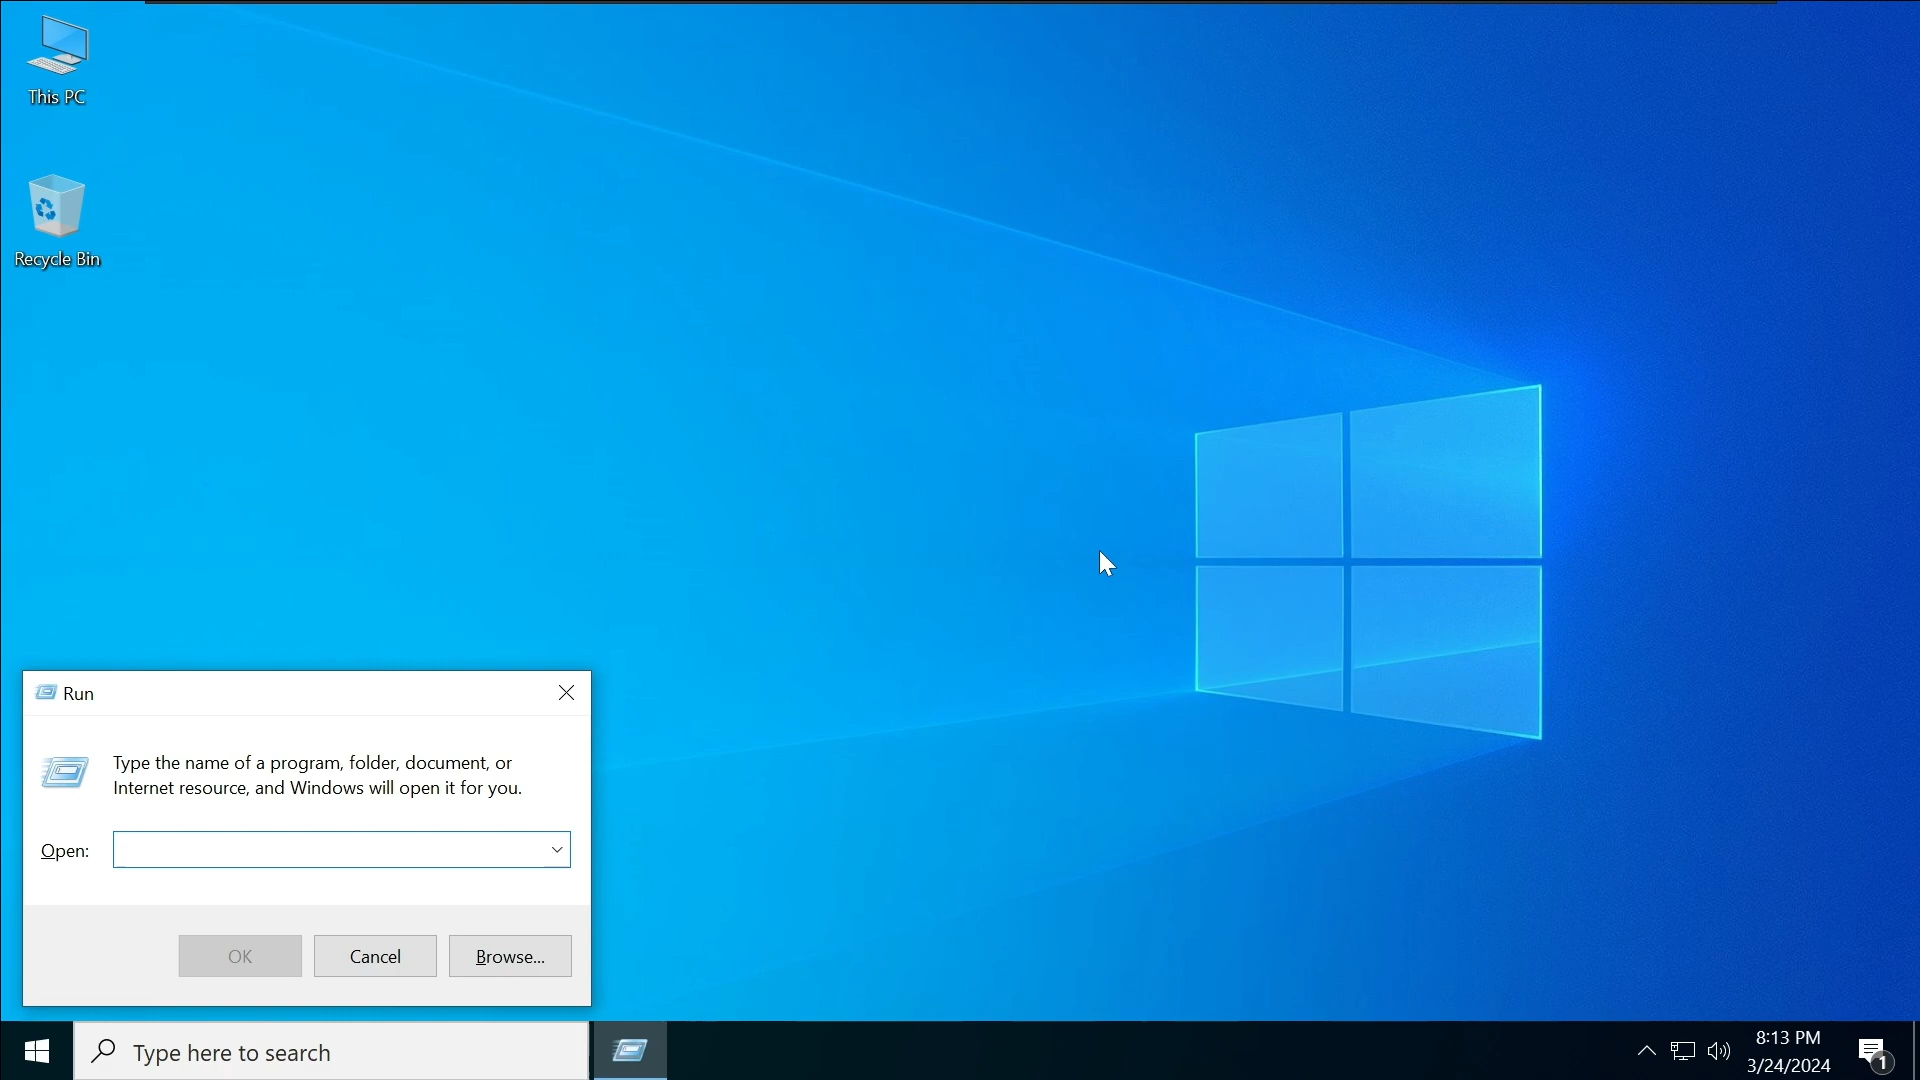 This PC
Recycle Bin
Run
Type the name of a program, folder, document, or
Internet resource, and Windows will open it for you.
Open:
OK
Cancel
Browse...
Type here to search
8:13 PM
3/24/2024
1